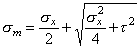 σₘ = σₓ/2 + √(σₓ²/4 + τ²)